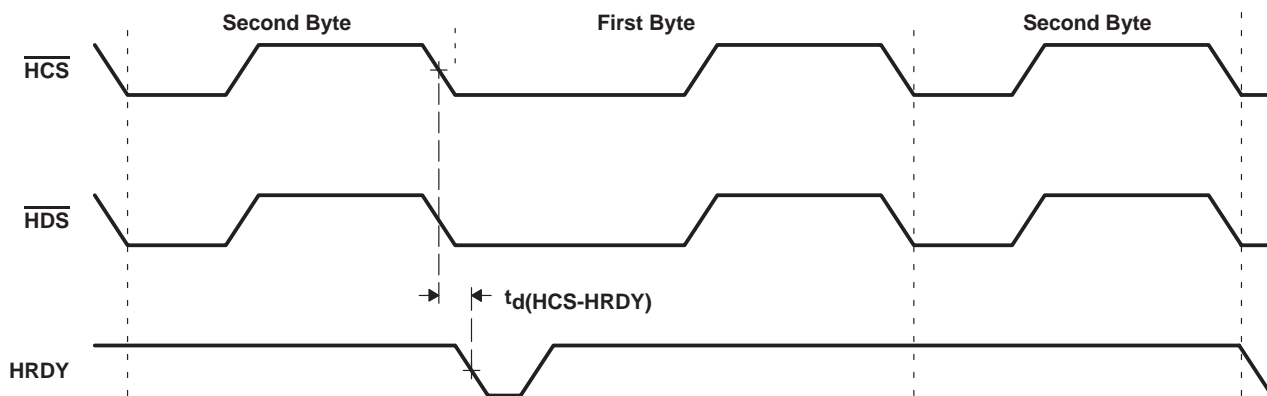 Second Byte First Byte Second Byte
HCS
HDS
td(HCS-HRDY)
HRDY